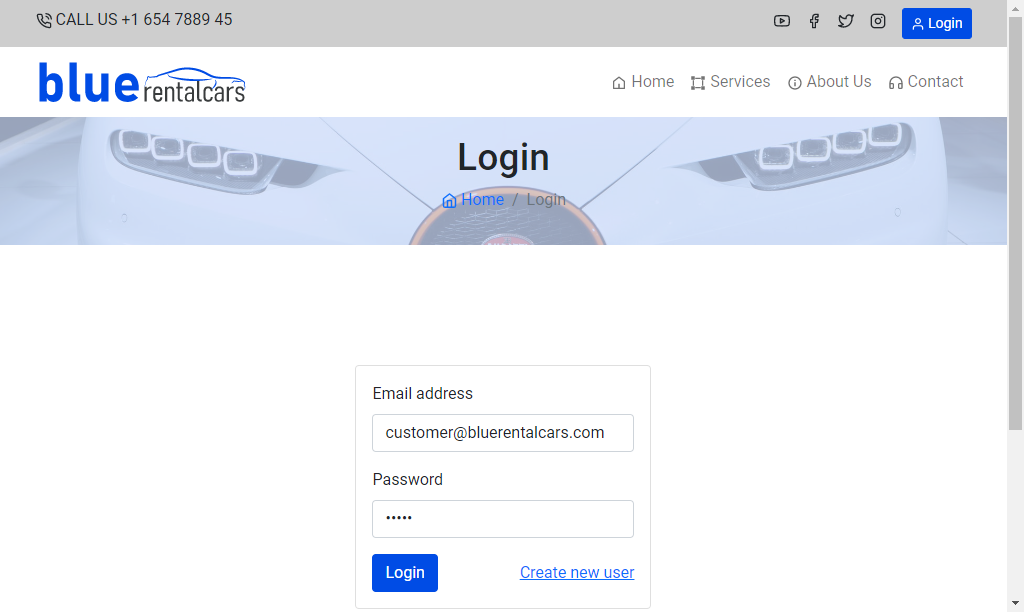 CALL US +1 654 7889 45
Login
blue rentalcars
Home Services About Us Contact
Login
Home / Login
Email address
customer@bluerentalcars.com
Password
•••••
Login Create new user